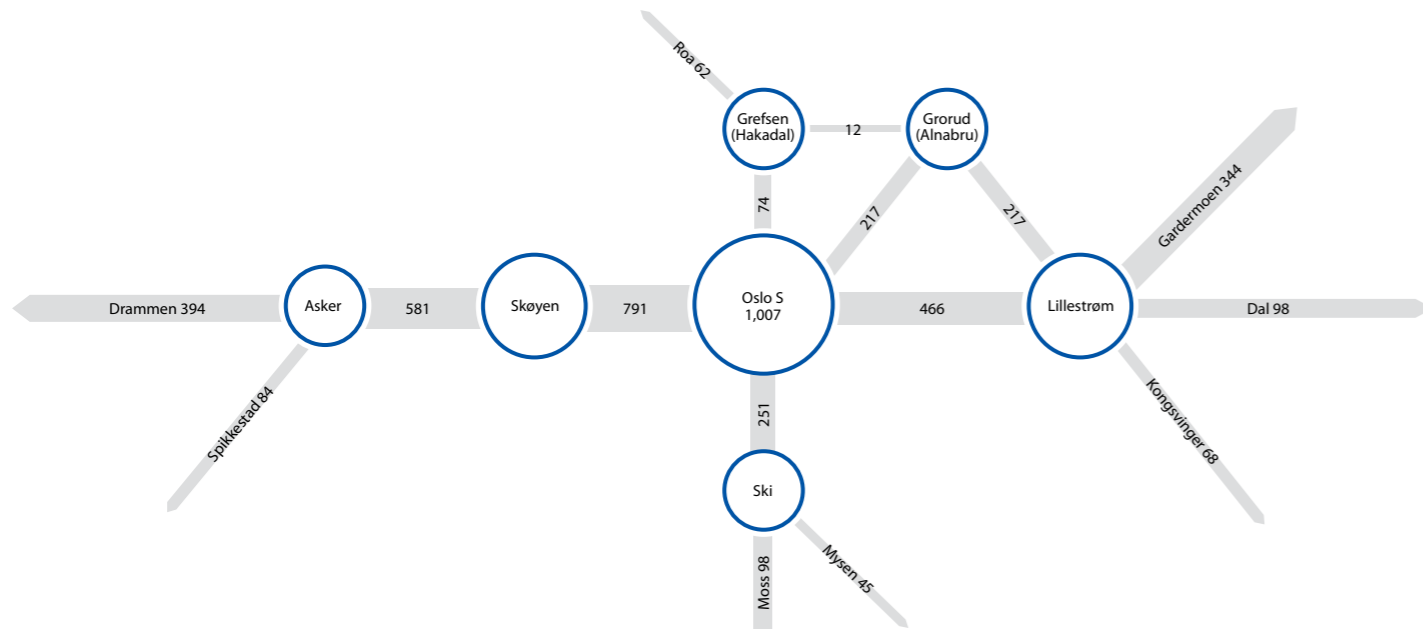 Roa 62
Grefsen
(Hakadal)
12
Grorud
(Alnabru)
74
217
217
Gardermoen 344
Drammen 394
Asker
581
Skøyen
791
Oslo S
1,007
466
Lillestrøm
Dal 98
Spikkestad 84
251
Kongsvinger 68
Ski
Moss 98
Mysen 45